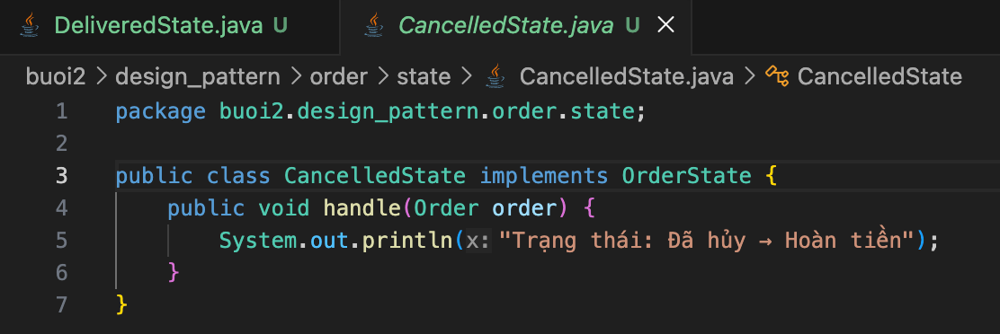 DeliveredState.java U CancelledState.java U
buoi2 > design_pattern > order > state > CancelledState.java > CancelledState
1 package buoi2.design_pattern.order.state;
2
3 public class CancelledState implements OrderState {
4 public void handle(Order order) {
5 System.out.println(x: "Trạng thái: Đã hủy → Hoàn tiền");
6 }
7 }